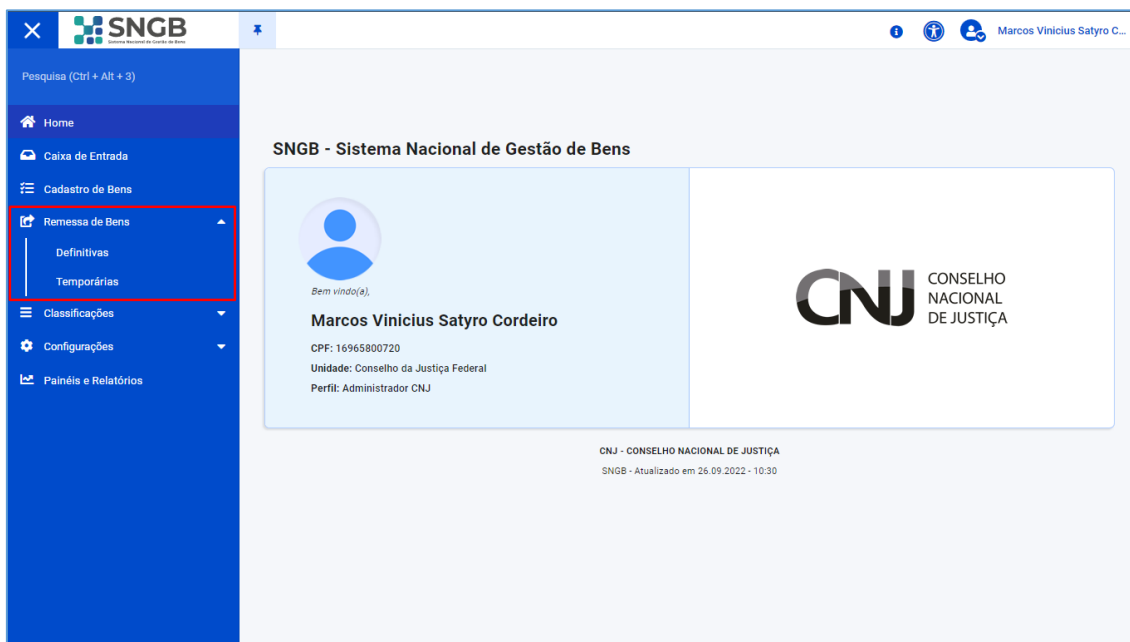 SNGB
Sistema Nacional de Gestão de Bens
Marcos Vinicius Satyro C...
Pesquisa (Ctrl + Alt + 3)
Home
Caixa de Entrada
Cadastro de Bens
Remessa de Bens
Definitivas
Temporárias
Classificações
Configurações
Painéis e Relatórios
SNGB - Sistema Nacional de Gestão de Bens
Bem vindo(a),
Marcos Vinicius Satyro Cordeiro
CPF: 16965800720
Unidade: Conselho da Justiça Federal
Perfil: Administrador CNJ
CNJ
CONSELHO
NACIONAL
DE JUSTIÇA
CNJ - CONSELHO NACIONAL DE JUSTIÇA
SNGB - Atualizado em 26.09.2022 - 10:30